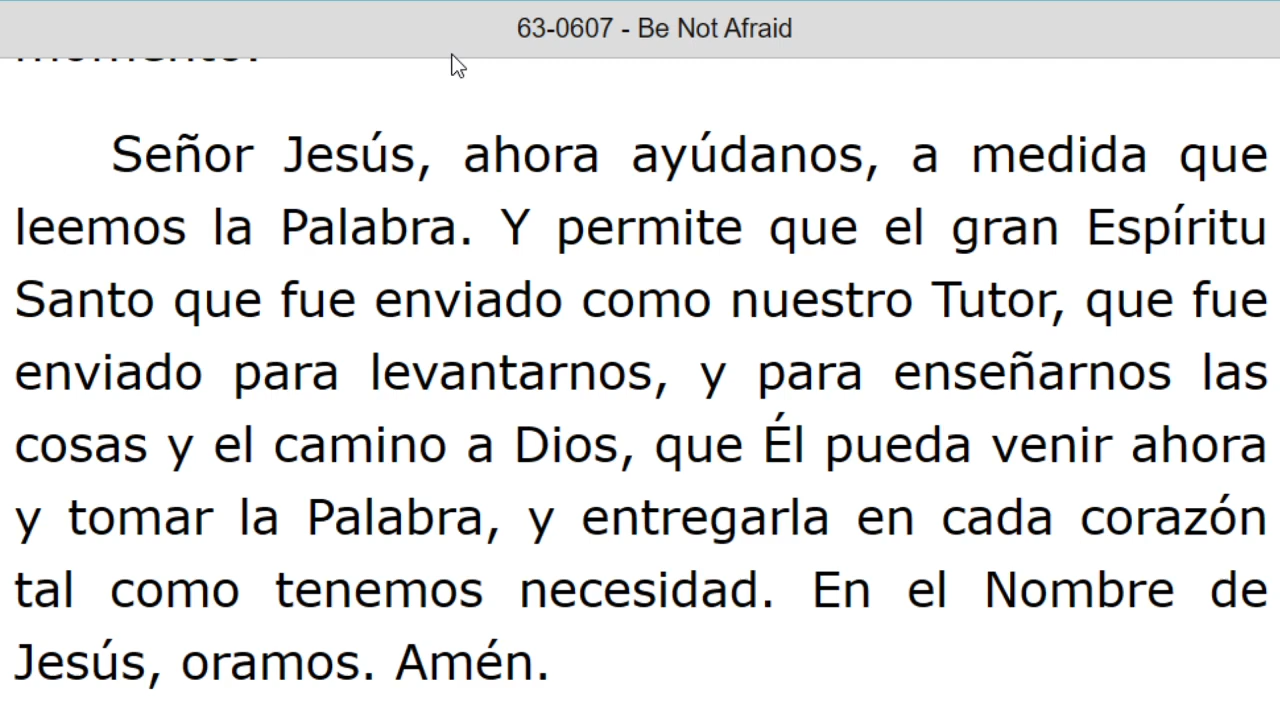 63-0607 - Be Not Afraid
momento.
Señor Jesús, ahora ayúdanos, a medida que
leemos la Palabra. Y permite que el gran Espíritu
Santo que fue enviado como nuestro Tutor, que fue
enviado para levantarnos, y para enseñarnos las
cosas y el camino a Dios, que Él pueda venir ahora
y tomar la Palabra, y entregarla en cada corazón
tal como tenemos necesidad. En el Nombre de
Jesús, oramos. Amén.